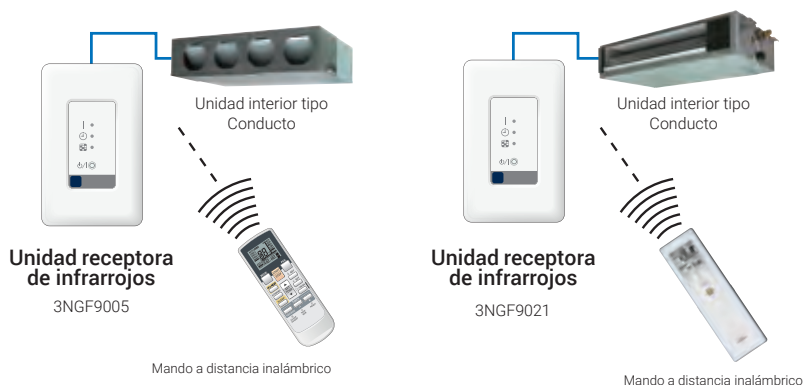 Unidad interior tipo
Conducto
Unidad receptora
de infrarrojos
3NGF9005
Mando a distancia inalámbrico
Unidad interior tipo
Conducto
Unidad receptora
de infrarrojos
3NGF9021
Mando a distancia inalámbrico